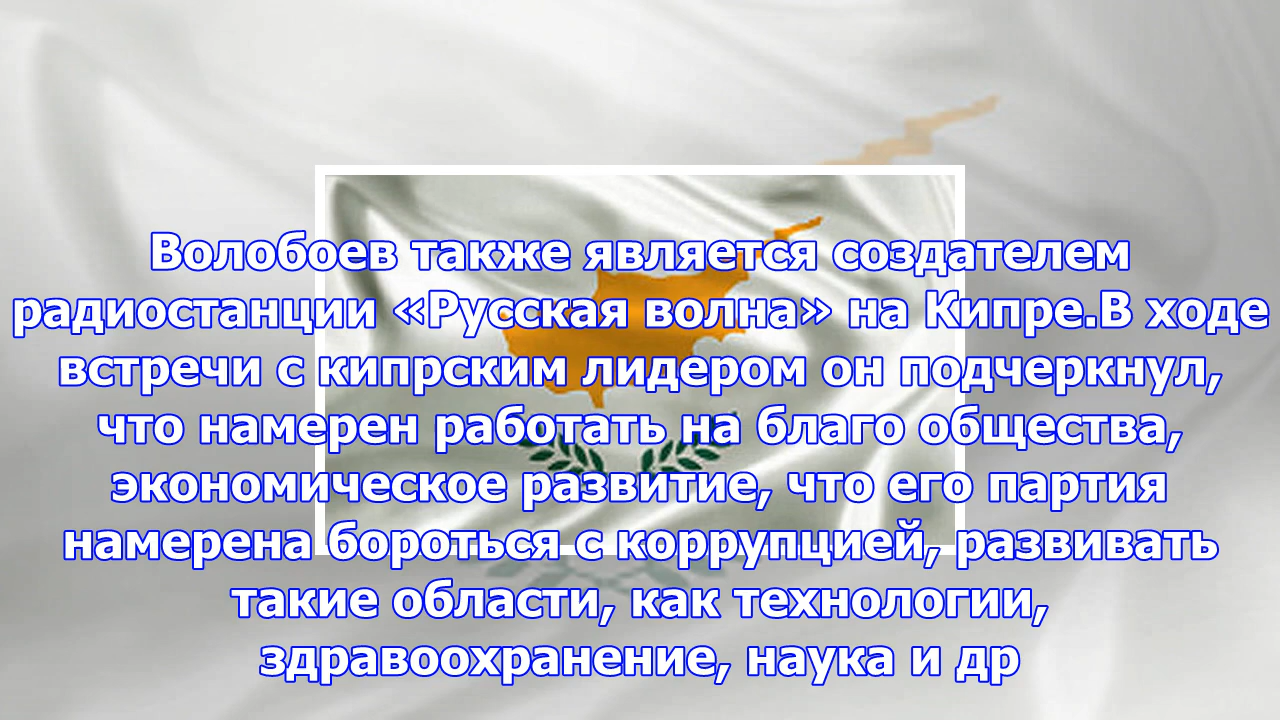 Волобоев также является создателем
радиостанции «Русская волна» на Кипре.В ходе
встречи с кипрским лидером он подчеркнул,
что намерен работать на благо общества,
экономическое развитие, что его партия
намерена бороться с коррупцией, развивать
такие области, как технологии,
здравоохранение, наука и др